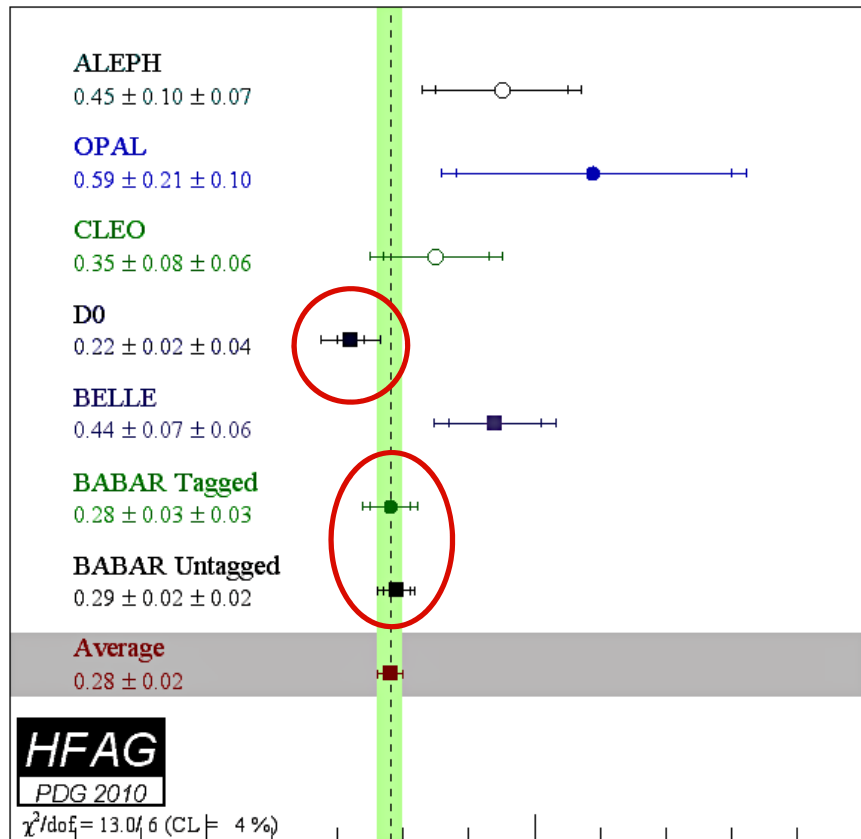 ALEPH
0.45 ± 0.10 ± 0.07
OPAL
0.59 ± 0.21 ± 0.10
CLEO
0.35 ± 0.08 ± 0.06
D0
0.22 ± 0.02 ± 0.04
BELLE
0.44 ± 0.07 ± 0.06
BABAR Tagged
0.28 ± 0.03 ± 0.03
BABAR Untagged
0.29 ± 0.02 ± 0.02
Average
0.28 ± 0.02
HFAG
PDG 2010
χ²/dof = 13.0/ 6 (CL = 4 %)